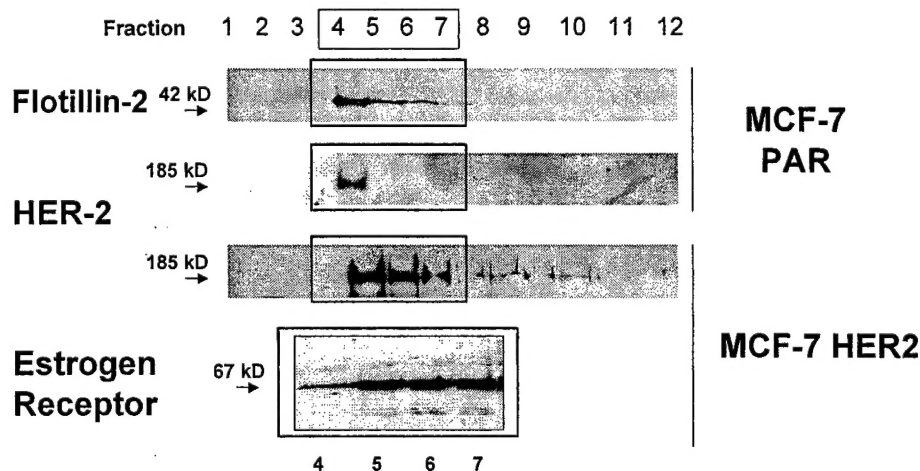 Fraction 1 2 3 4 5 6 7 8 9 10 11 12
Flotillin-2 42 kD
MCF-7
PAR
185 kD
HER-2
185 kD
MCF-7 HER2
Estrogen
Receptor
67 kD
4 5 6 7